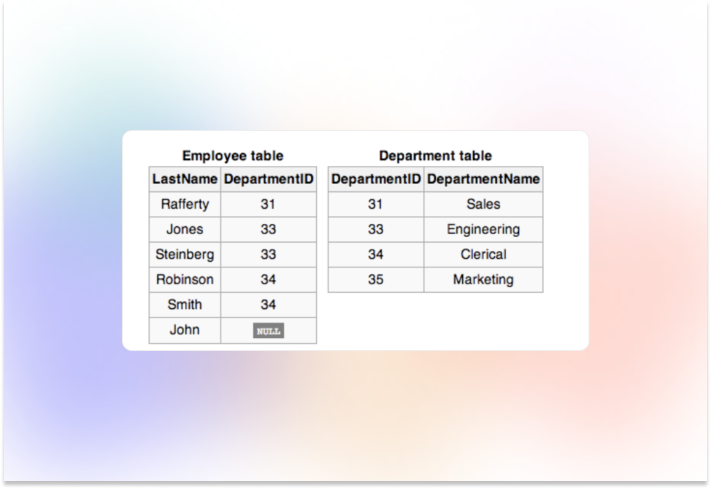 Employee table
LastName DepartmentID
Rafferty 31
Jones 33
Steinberg 33
Robinson 34
Smith 34
John NULL
Department table
DepartmentID DepartmentName
31 Sales
33 Engineering
34 Clerical
35 Marketing